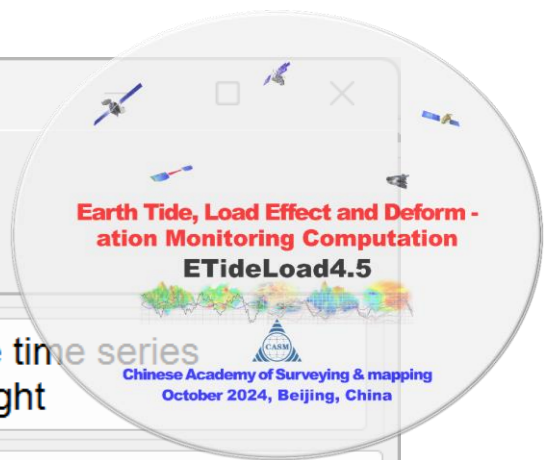 Earth Tide, Load Effect and Deform -
ation Monitoring Computation
ETideLoad4.5
time series
ght
CASM
Chinese Academy of Surveying & mapping
October 2024, Beijing, China